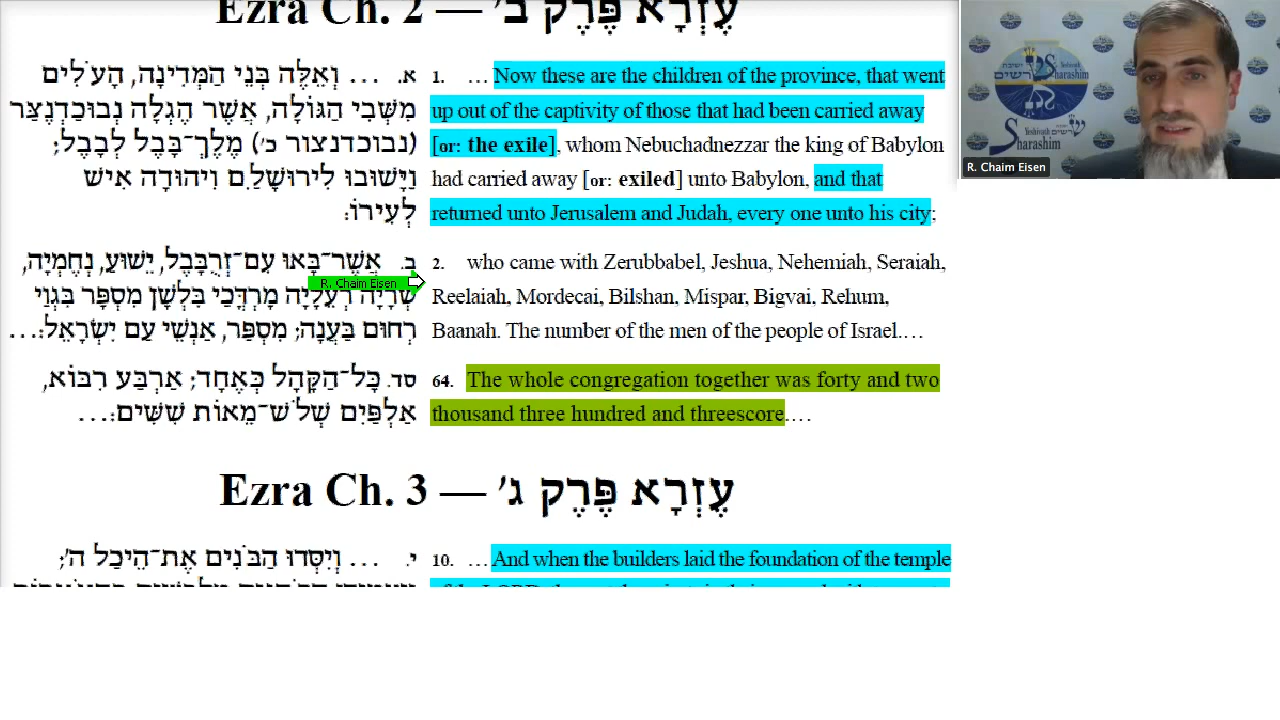 Ezra Ch. 2 — עֶזְרָא פֶּרֶק ב׳
א. … וְאֵלֶּה בְּנֵי הַמְּדִינָה, הָעֹלִים
מִשְּׁבִי הַגּוֹלָה, אֲשֶׁר הֶגְלָה נְבוּכַדְנֶצַּר
(נבוכדנצור כ׳) מֶלֶךְ־בָּבֶל לְבָבֶל;
וַיָּשׁוּבוּ לִירוּשָׁלַ‍ִם וִיהוּדָה אִישׁ
לְעִירוֹ:
1. … Now these are the children of the province, that went
up out of the captivity of those that had been carried away
[or: the exile], whom Nebuchadnezzar the king of Babylon
had carried away [or: exiled] unto Babylon, and that
returned unto Jerusalem and Judah, every one unto his city;
ב. אֲשֶׁר־בָּאוּ עִם־זְרֻבָּבֶל, יֵשׁוּעַ, נְחֶמְיָה,
שְׂרָיָה רְעֵלָיָה מָרְדֳּכַי בִּלְשָׁן מִסְפָּר בִּגְוַי
רְחוּם בַּעֲנָה; מִסְפַּר, אַנְשֵׁי עַם יִשְׂרָאֵל:…
R. Chaim Eisen
2. who came with Zerubbabel, Jeshua, Nehemiah, Seraiah,
Reelaiah, Mordecai, Bilshan, Mispar, Bigvai, Rehum,
Baanah. The number of the men of the people of Israel.…
סד. כָּל־הַקָּהָל כְּאֶחָד; אַרְבַּע רִבּוֹא,
אַלְפַּיִם שְׁלֹשׁ־מֵאוֹת שִׁשִּׁים:…
64. The whole congregation together was forty and two
thousand three hundred and threescore.…
Ezra Ch. 3 — עֶזְרָא פֶּרֶק ג׳
י. … וְיִסְּדוּ הַבֹּנִים אֶת־הֵיכַל ה׳;
10. … And when the builders laid the foundation of the temple
Yeshivath
Sharashim
R. Chaim Eisen